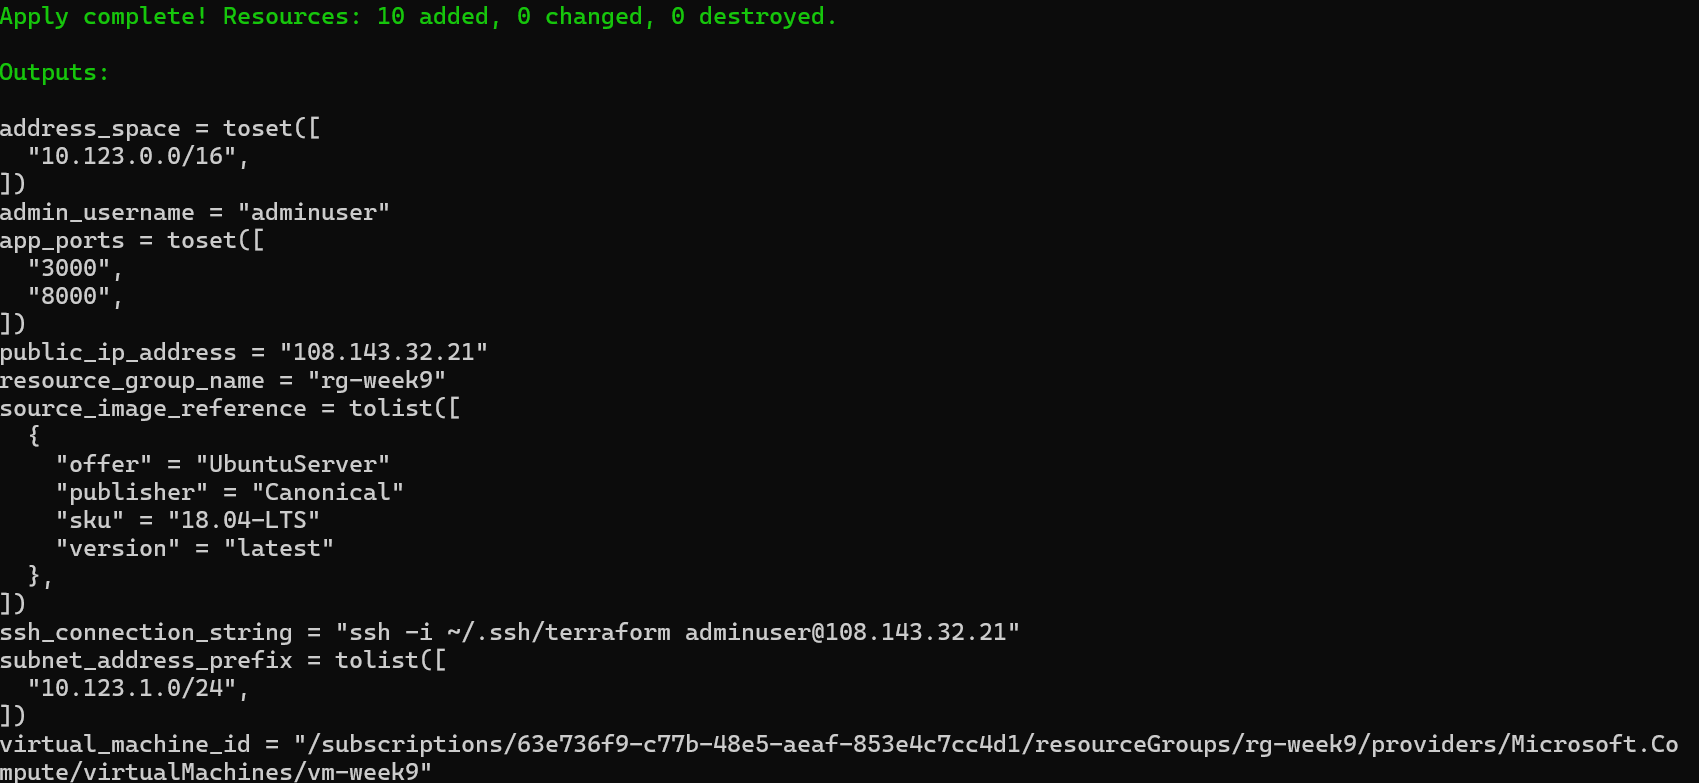 Apply complete! Resources: 10 added, 0 changed, 0 destroyed.

Outputs:

address_space = toset([
  "10.123.0.0/16",
])
admin_username = "adminuser"
app_ports = toset([
  "3000",
  "8000",
])
public_ip_address = "108.143.32.21"
resource_group_name = "rg-week9"
source_image_reference = tolist([
  {
    "offer" = "UbuntuServer"
    "publisher" = "Canonical"
    "sku" = "18.04-LTS"
    "version" = "latest"
  },
])
ssh_connection_string = "ssh -i ~/.ssh/terraform adminuser@108.143.32.21"
subnet_address_prefix = tolist([
  "10.123.1.0/24",
])
virtual_machine_id = "/subscriptions/63e736f9-c77b-48e5-aeaf-853e4c7cc4d1/resourceGroups/rg-week9/providers/Microsoft.Co
mpute/virtualMachines/vm-week9"